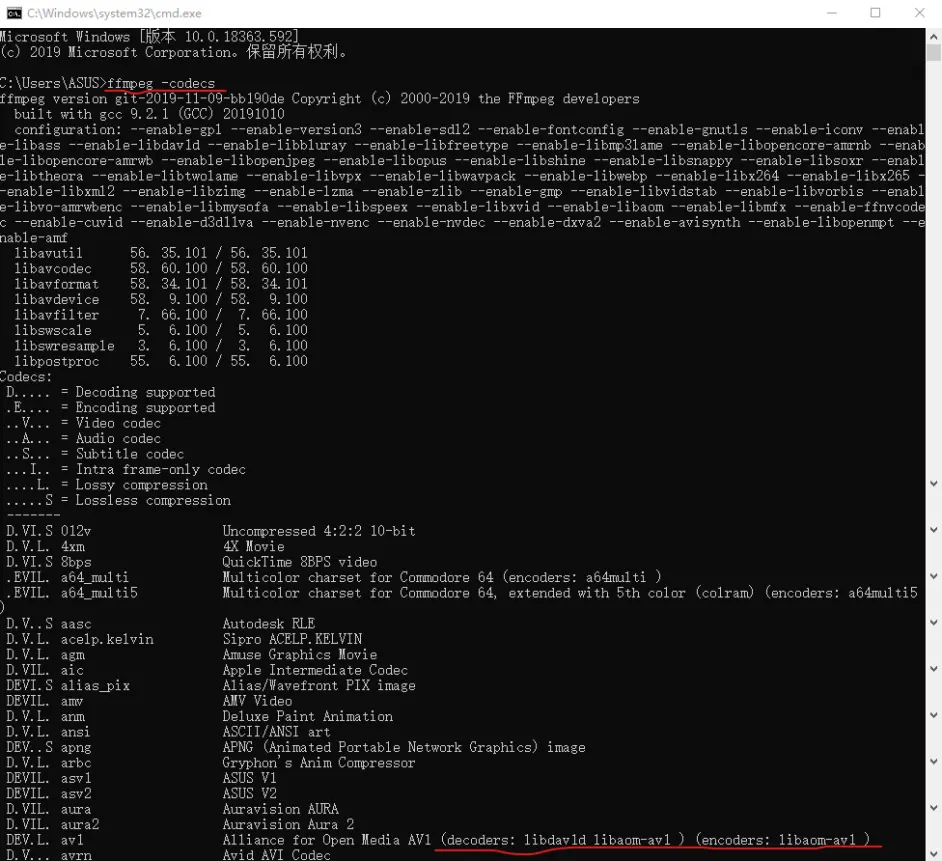 C:\Windows\system32\cmd.exe
Microsoft Windows [版本 10.0.18363.592]
(c) 2019 Microsoft Corporation。保留所有权利。
C:\Users\ASUS>ffmpeg -codecs
ffmpeg version git-2019-11-09-bb190de Copyright (c) 2000-2019 the FFmpeg developers
built with gcc 9.2.1 (GCC) 20191010
configuration: --enable-gpl --enable-version3 --enable-sdl2 --enable-fontconfig --enable-gnutls --enable-iconv --enabl
e-libass --enable-libdav1d --enable-libbluray --enable-libfreetype --enable-libmp3lame --enable-libopencore-amrnb --enab
le-libopencore-amrwb --enable-libopenjpeg --enable-libopus --enable-libshine --enable-libsnappy --enable-libsoxr --enabl
e-libtheora --enable-libtwolame --enable-libvpx --enable-libwavpack --enable-libwebp --enable-libx264 --enable-libx265 -
-enable-libxml2 --enable-libzimg --enable-lzma --enable-zlib --enable-gmp --enable-libvidstab --enable-libvorbis --enabl
e-libvo-amrwbenc --enable-libmysofa --enable-libspeex --enable-libxvid --enable-libaom --enable-libmfx --enable-ffnvcode
c --enable-cuvid --enable-d3d11va --enable-nvenc --enable-nvdec --enable-dxva2 --enable-avisynth --enable-libopenmpt --e
nable-amf
libavutil 56. 35.101 / 56. 35.101
libavcodec 58. 60.100 / 58. 60.100
libavformat 58. 34.101 / 58. 34.101
libavdevice 58. 9.100 / 58. 9.100
libavfilter 7. 66.100 / 7. 66.100
libswscale 5. 6.100 / 5. 6.100
libswresample 3. 6.100 / 3. 6.100
libpostproc 55. 6.100 / 55. 6.100
Codecs:
D..... = Decoding supported
.E.... = Encoding supported
..V... = Video codec
..A... = Audio codec
..S... = Subtitle codec
...I.. = Intra frame-only codec
....L. = Lossy compression
.....S = Lossless compression
-------
D.VI.S 012v Uncompressed 4:2:2 10-bit
D.V.L. 4xm 4X Movie
D.VI.S 8bps QuickTime 8BPS video
.EVIL. a64_multi Multicolor charset for Commodore 64 (encoders: a64multi )
.EVIL. a64_multi5 Multicolor charset for Commodore 64, extended with 5th color (colram) (encoders: a64multi5
)
D.V..S aasc Autodesk RLE
D.V.L. acelp.kelvin Sipro ACELP.KELVIN
D.V.L. agm Amuse Graphics Movie
D.VIL. aic Apple Intermediate Codec
DEVI.S alias_pix Alias/Wavefront PIX image
DEVIL. amv AMV Video
D.V.L. anm Deluxe Paint Animation
D.V.L. ansi ASCII/ANSI art
DEV..S apng APNG (Animated Portable Network Graphics) image
D.V.L. arbc Gryphon's Anim Compressor
DEVIL. asv1 ASUS V1
DEVIL. asv2 ASUS V2
D.VIL. aura Auravision AURA
D.VIL. aura2 Auravision Aura 2
DEV.L. av1 Alliance for Open Media AV1 (decoders: libdav1d libaom-av1 ) (encoders: libaom-av1 )
D.V... avrn Avid AVI Codec